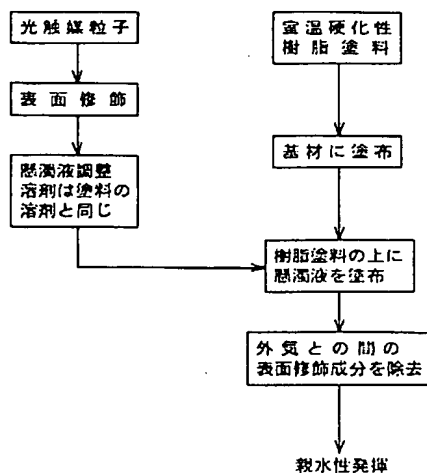 光触媒粒子
表面修飾
懸濁液調整
溶剤は塗料の
溶剤と同じ
室温硬化性
樹脂塗料
基材に塗布
樹脂塗料の上に
懸濁液を塗布
外気との間の
表面修飾成分を除去
親水性発揮